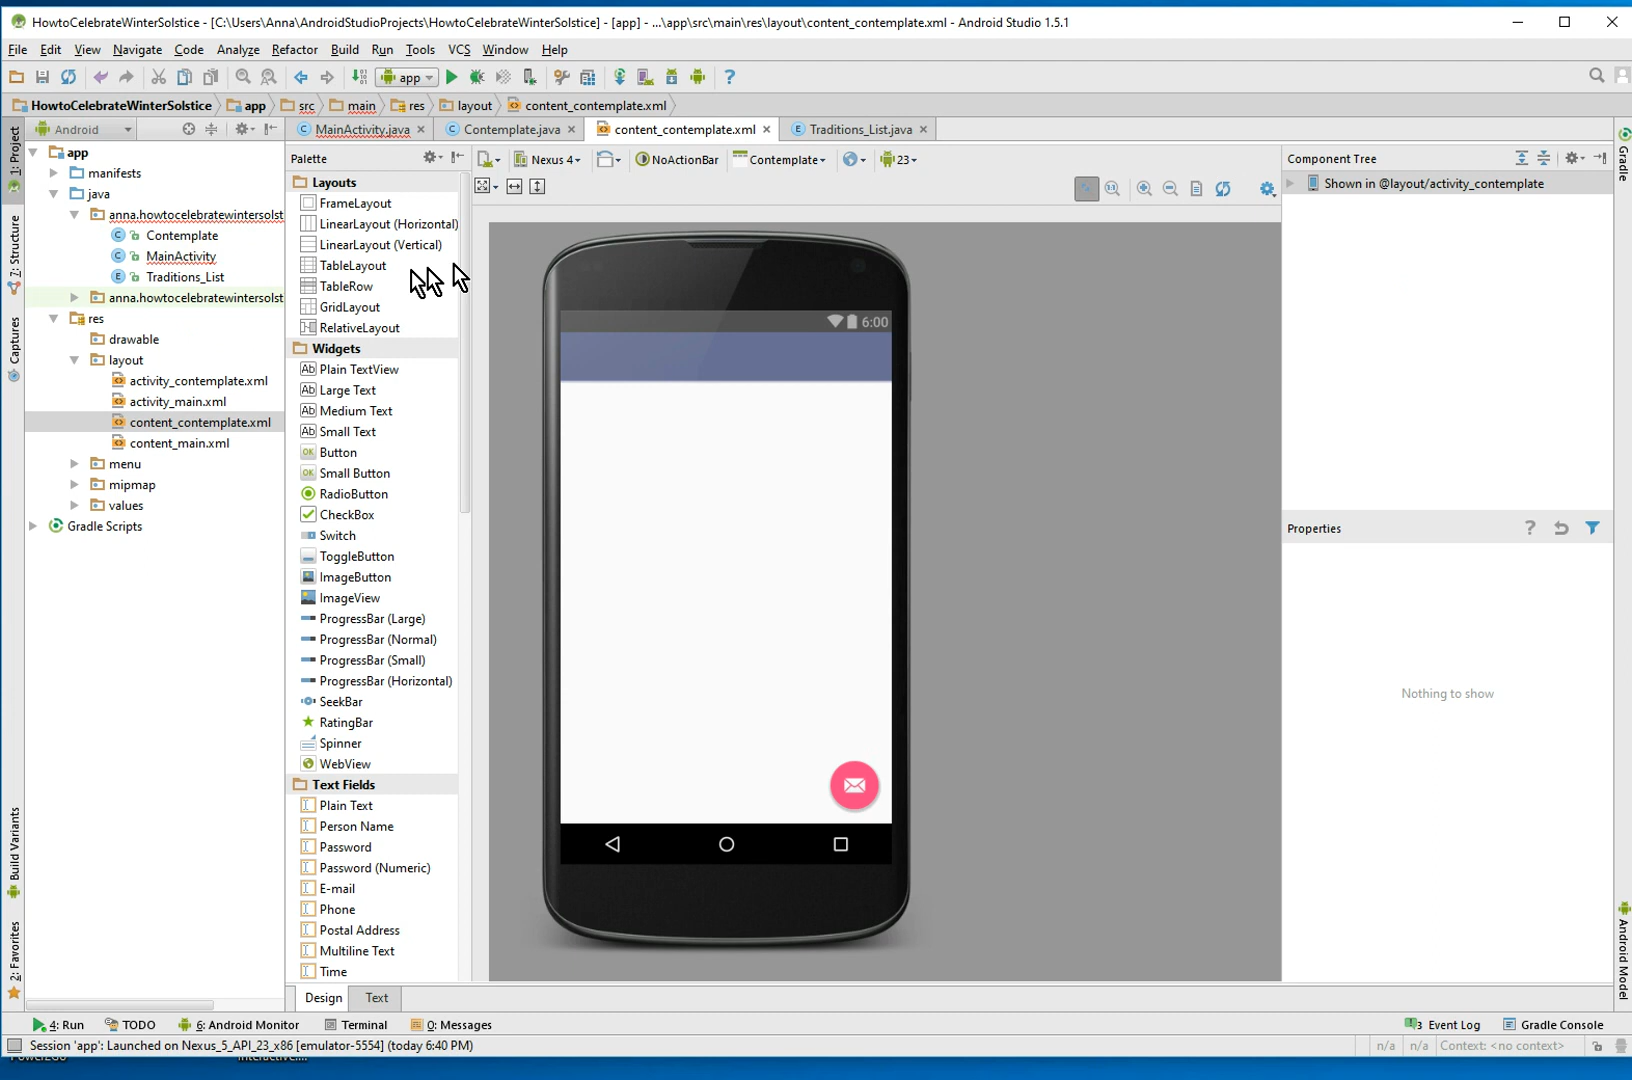 HowtoCelebrateWinterSolstice - [C:\Users\Anna\AndroidStudioProjects\HowtoCelebrateWinterSolstice] - [app] - ...\app\src\main\res\layout\content_contemplate.xml - Android Studio 1.5.1
File Edit View Navigate Code Analyze Refactor Build Run Tools VCS Window Help
app
HowtoCelebrateWinterSolstice app src main res layout content_contemplate.xml
Android
MainActivity.java
Contemplate.java
content_contemplate.xml
Traditions_List.java
1: Project
7: Structure
Captures
Build Variants
2: Favorites
app
manifests
java
anna.howtocelebratewintersolst
Contemplate
MainActivity
Traditions_List
anna.howtocelebratewintersolst
res
drawable
layout
activity_contemplate.xml
activity_main.xml
content_contemplate.xml
content_main.xml
menu
mipmap
values
Gradle Scripts
Palette
Layouts
FrameLayout
LinearLayout (Horizontal)
LinearLayout (Vertical)
TableLayout
TableRow
GridLayout
RelativeLayout
Widgets
Plain TextView
Large Text
Medium Text
Small Text
Button
Small Button
RadioButton
CheckBox
Switch
ToggleButton
ImageButton
ImageView
ProgressBar (Large)
ProgressBar (Normal)
ProgressBar (Small)
ProgressBar (Horizontal)
SeekBar
RatingBar
Spinner
WebView
Text Fields
Plain Text
Person Name
Password
Password (Numeric)
E-mail
Phone
Postal Address
Multiline Text
Time
Nexus 4
NoActionBar
Contemplate
23
6:00
Component Tree
Shown in @layout/activity_contemplate
Properties
Nothing to show
Gradle
Android Model
Design Text
4: Run TODO 6: Android Monitor Terminal 0: Messages
3 Event Log Gradle Console
Session 'app': Launched on Nexus_5_API_23_x86 [emulator-5554] (today 6:40 PM)
n/a n/a Context: <no context>